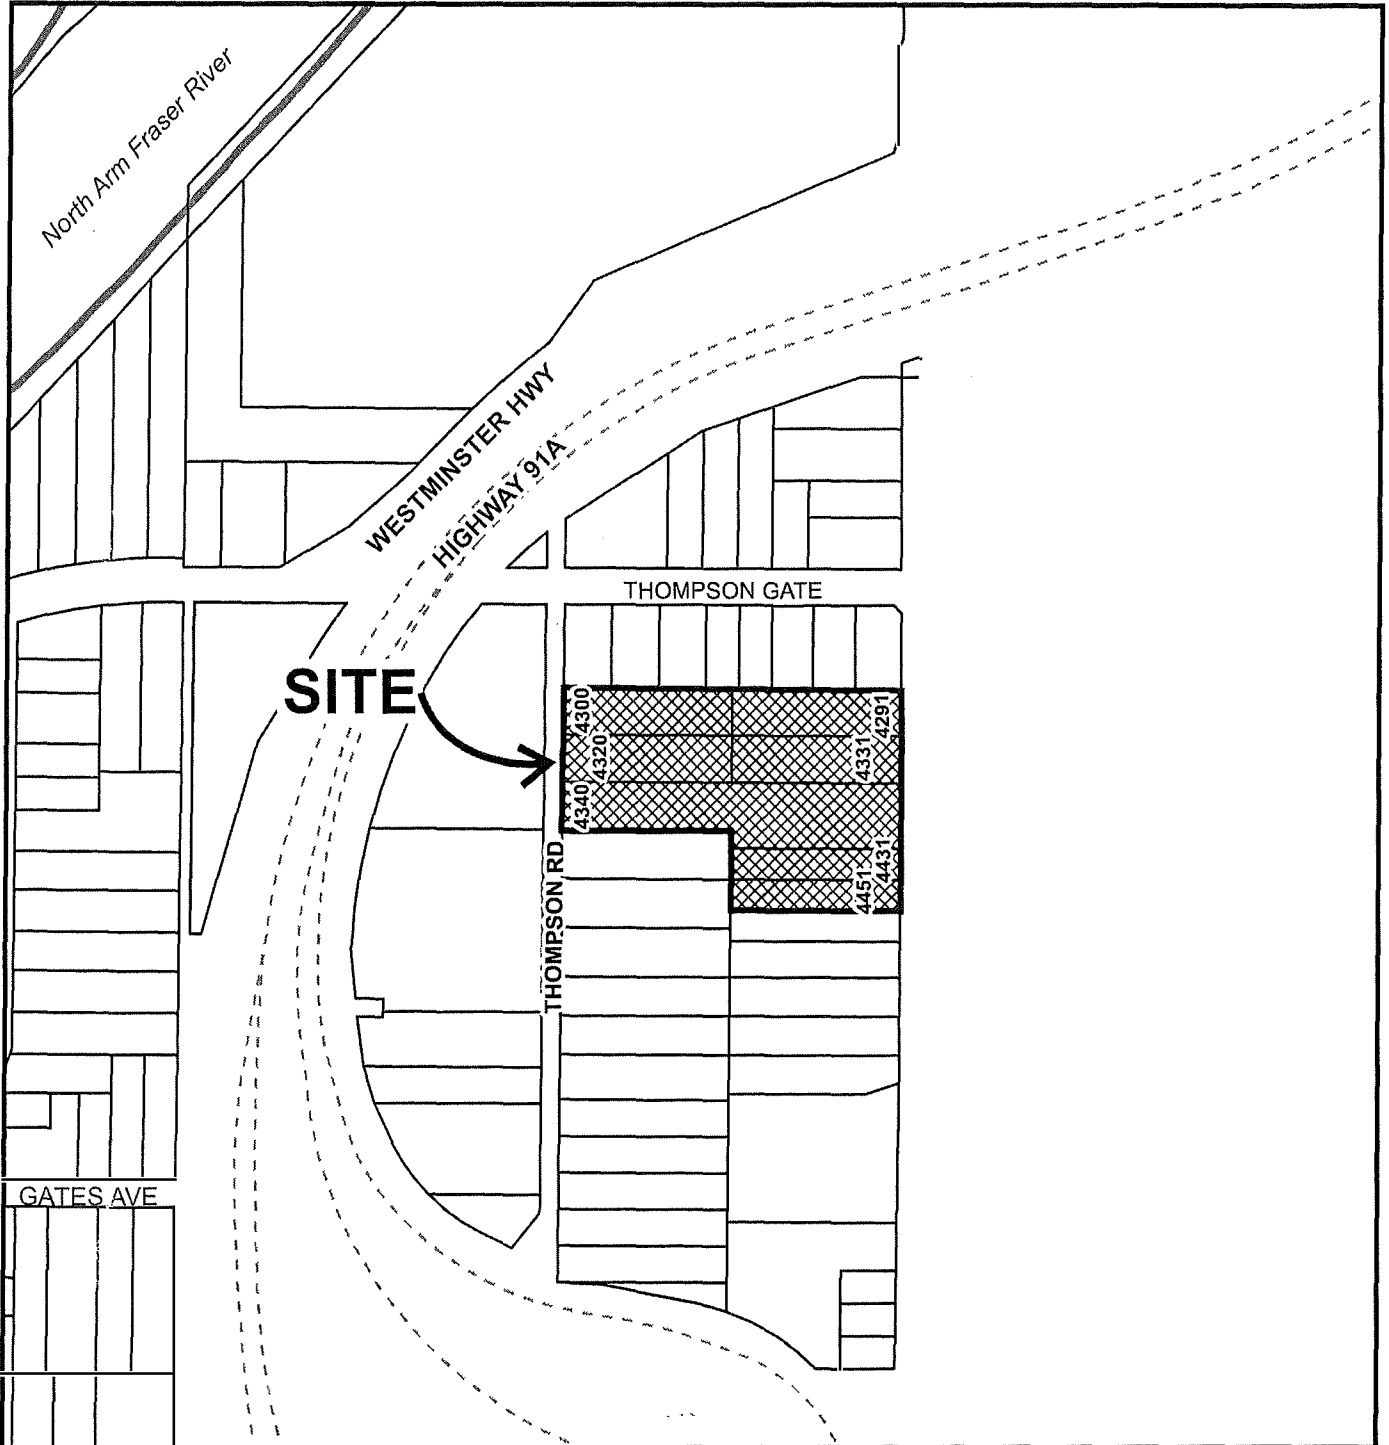 North Arm Fraser River
WESTMINSTER HWY
HIGHWAY 91A
THOMPSON GATE
SITE
4300
4291
4320
4331
4340
THOMPSON RD
4431
4451
GATES AVE